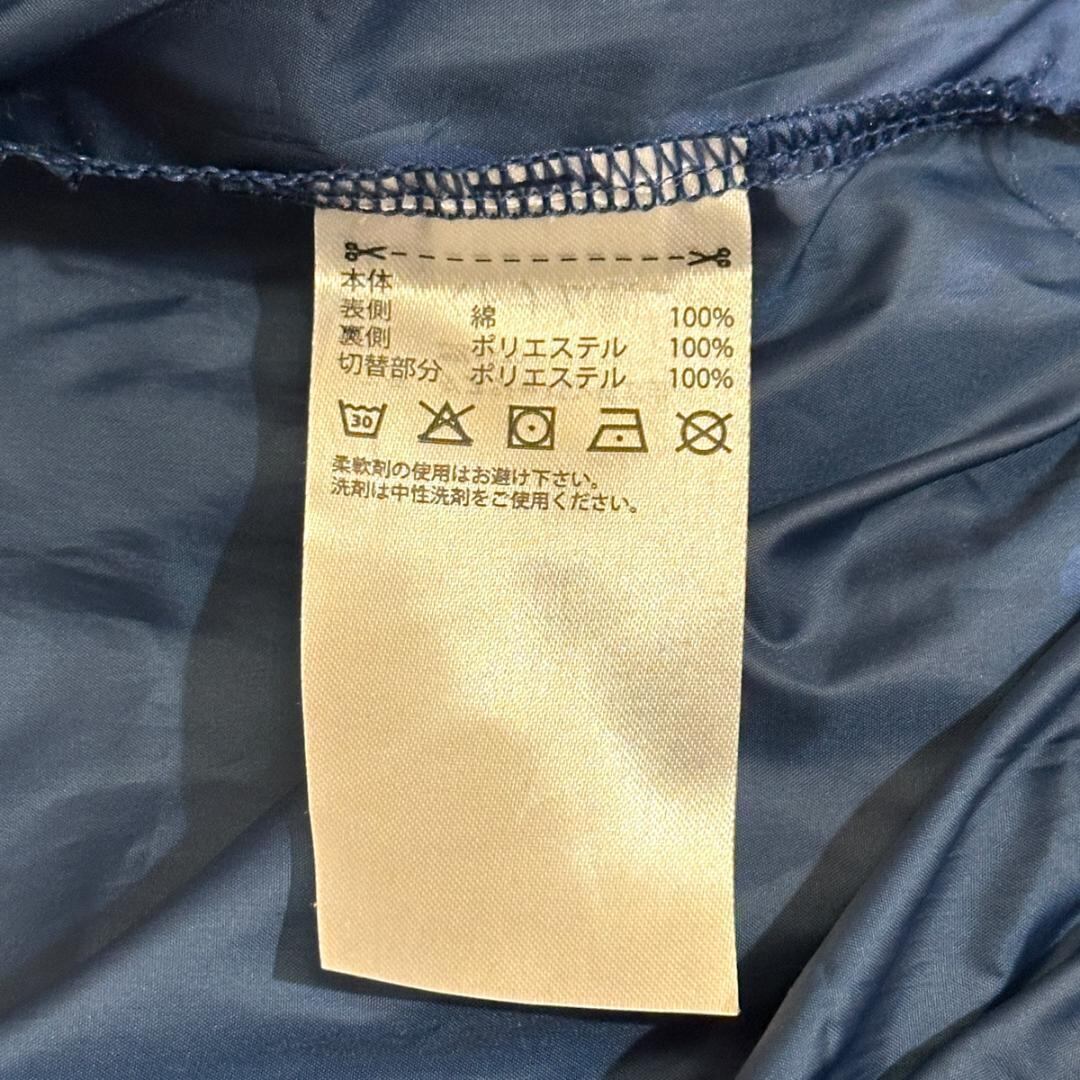 本体
表側 綿 100%
裏側 ポリエステル 100%
切替部分 ポリエステル 100%
30
柔軟剤の使用はお避け下さい。
洗剤は中性洗剤をご使用ください。